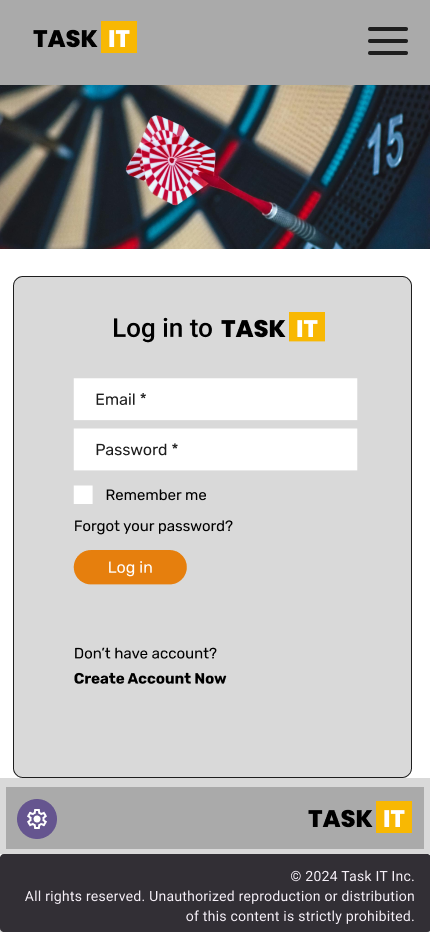 TASK IT
15
Log in to TASK IT
Email *
Password *
Remember me
Forgot your password?
Log in
Don’t have account?
Create Account Now
TASK IT
© 2024 Task IT Inc.
All rights reserved. Unauthorized reproduction or distribution
of this content is strictly prohibited.